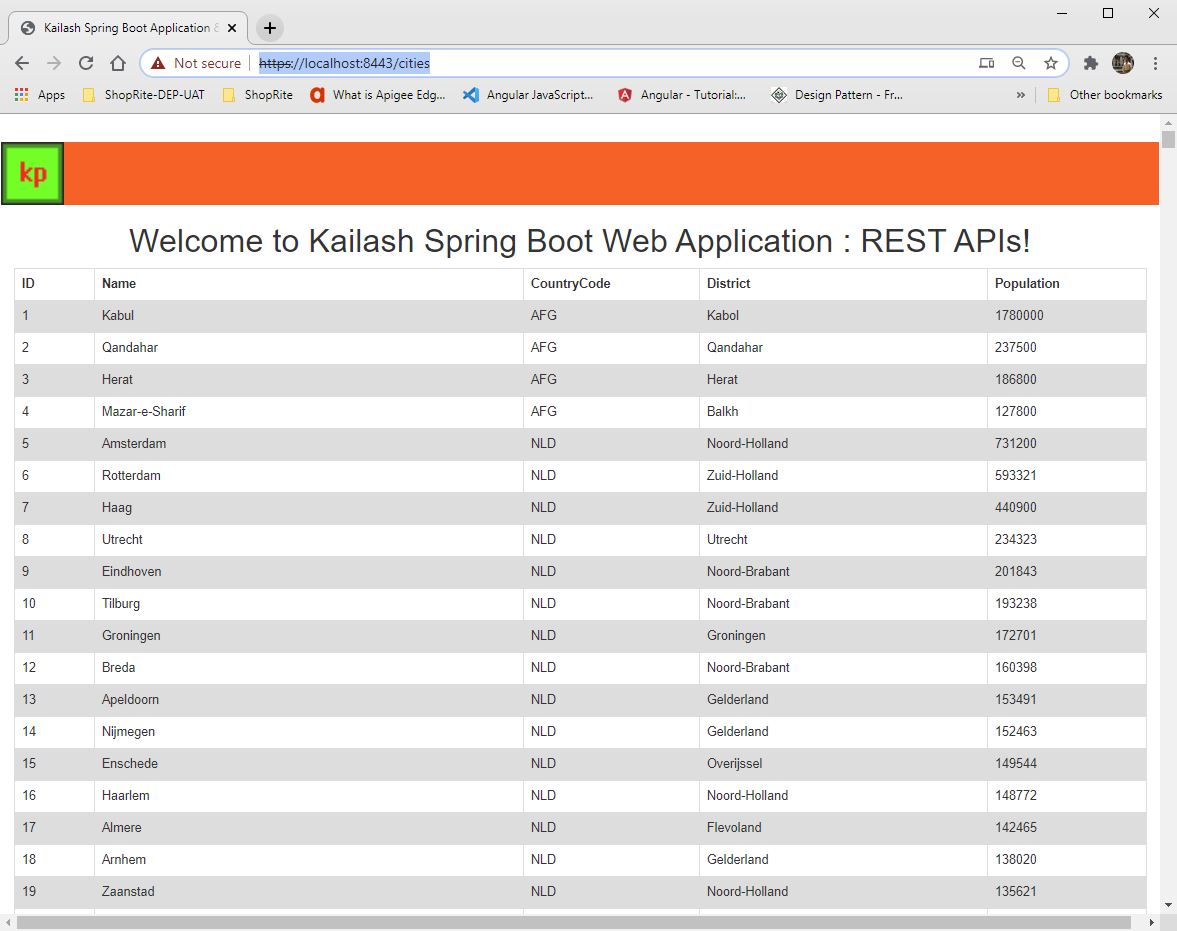 Kailash Spring Boot Application &
Not secure https://localhost:8443/cities
Apps ShopRite-DEP-UAT ShopRite What is Apigee Edg... Angular JavaScript... Angular - Tutorial:... Design Pattern - Fr... » Other bookmarks
kp
Welcome to Kailash Spring Boot Web Application : REST APIs!
ID Name CountryCode District Population
1 Kabul AFG Kabol 1780000
2 Qandahar AFG Qandahar 237500
3 Herat AFG Herat 186800
4 Mazar-e-Sharif AFG Balkh 127800
5 Amsterdam NLD Noord-Holland 731200
6 Rotterdam NLD Zuid-Holland 593321
7 Haag NLD Zuid-Holland 440900
8 Utrecht NLD Utrecht 234323
9 Eindhoven NLD Noord-Brabant 201843
10 Tilburg NLD Noord-Brabant 193238
11 Groningen NLD Groningen 172701
12 Breda NLD Noord-Brabant 160398
13 Apeldoorn NLD Gelderland 153491
14 Nijmegen NLD Gelderland 152463
15 Enschede NLD Overijssel 149544
16 Haarlem NLD Noord-Holland 148772
17 Almere NLD Flevoland 142465
18 Arnhem NLD Gelderland 138020
19 Zaanstad NLD Noord-Holland 135621